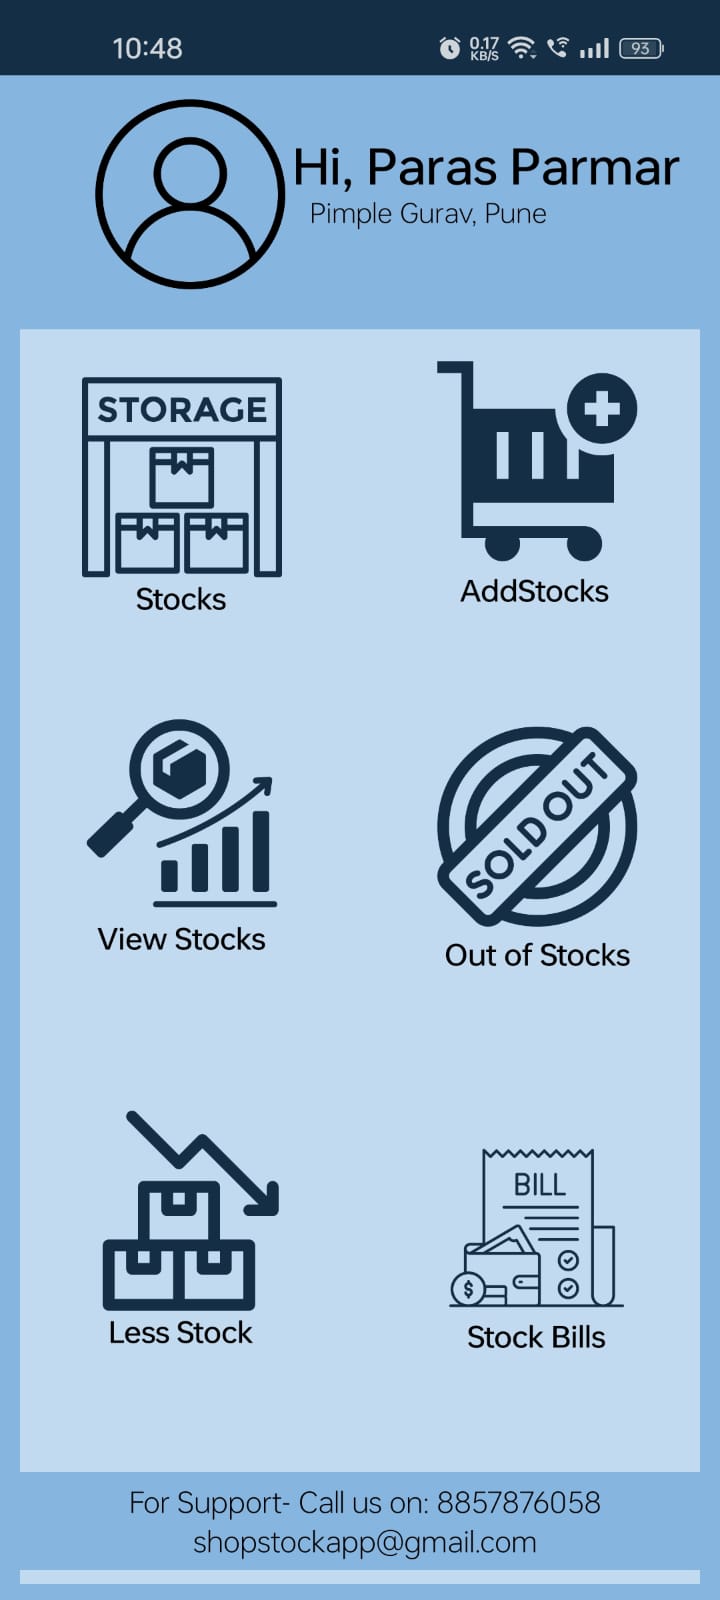 10:48
0.17
KB/S
93
Hi, Paras Parmar
Pimple Gurav, Pune
STORAGE
Stocks
AddStocks
View Stocks
SOLD OUT
Out of Stocks
Less Stock
BILL
$
Stock Bills
For Support- Call us on: 8857876058
shopstockapp@gmail.com